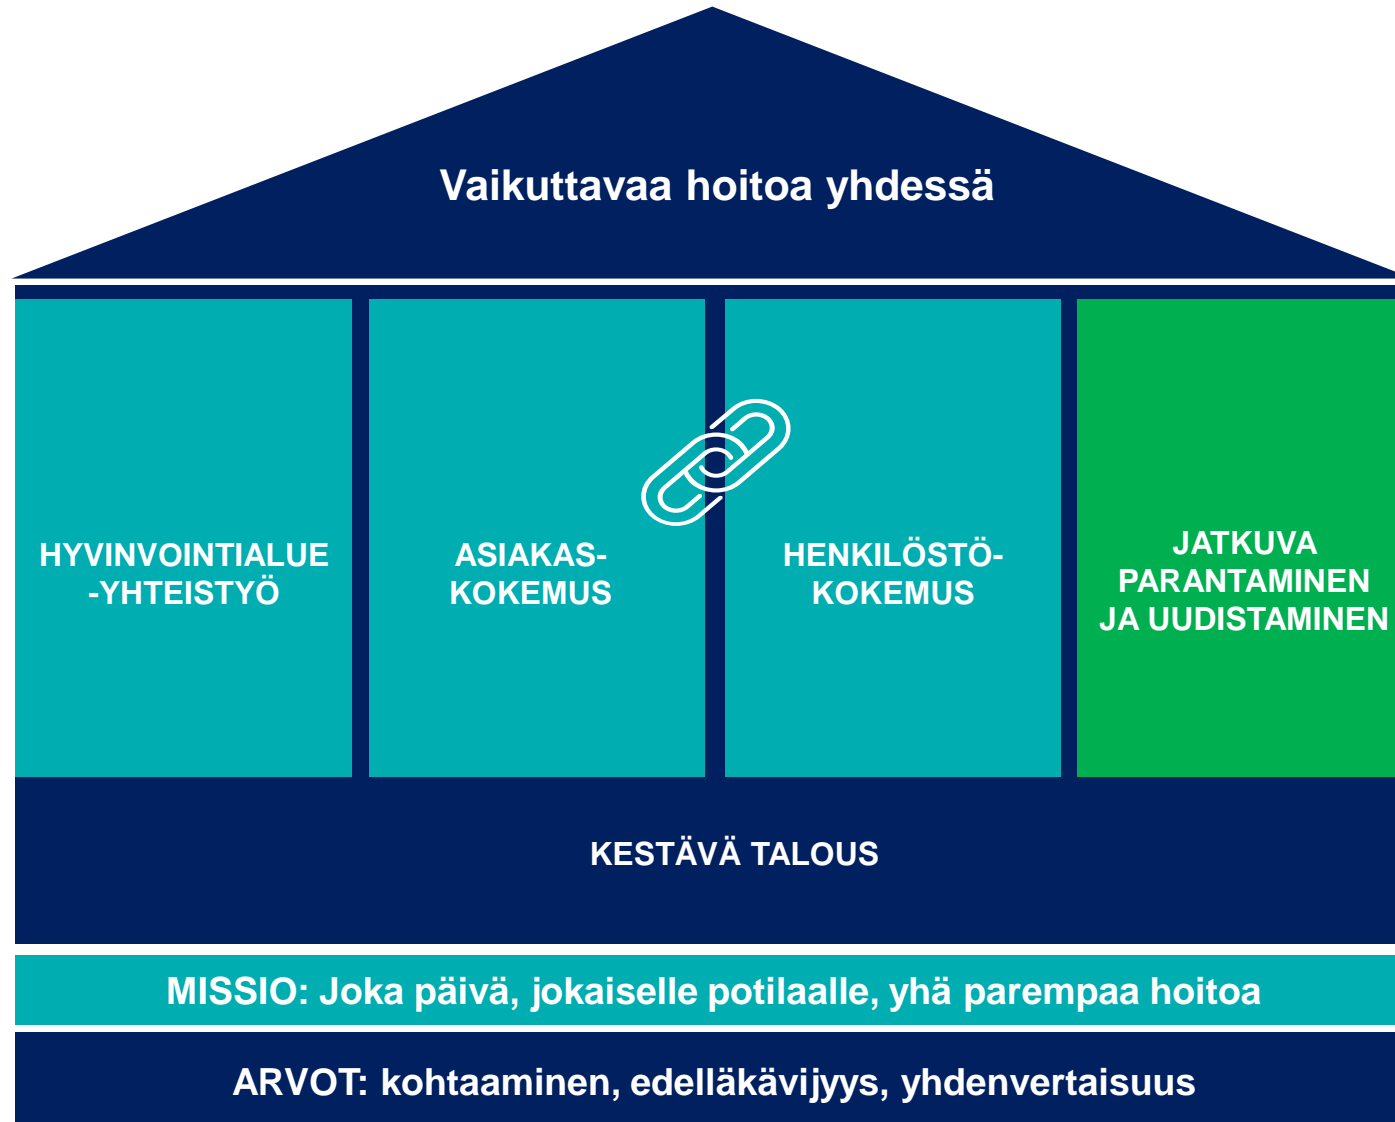 Vaikuttavaa hoitoa yhdessä
HYVINVOINTIALUE
-YHTEISTYÖ
ASIAKAS-
KOKEMUS
HENKILÖSTÖ-
KOKEMUS
JATKUVA
PARANTAMINEN
JA UUDISTAMINEN
KESTÄVÄ TALOUS
MISSIO: Joka päivä, jokaiselle potilaalle, yhä parempaa hoitoa
ARVOT: kohtaaminen, edelläkävijyys, yhdenvertaisuus